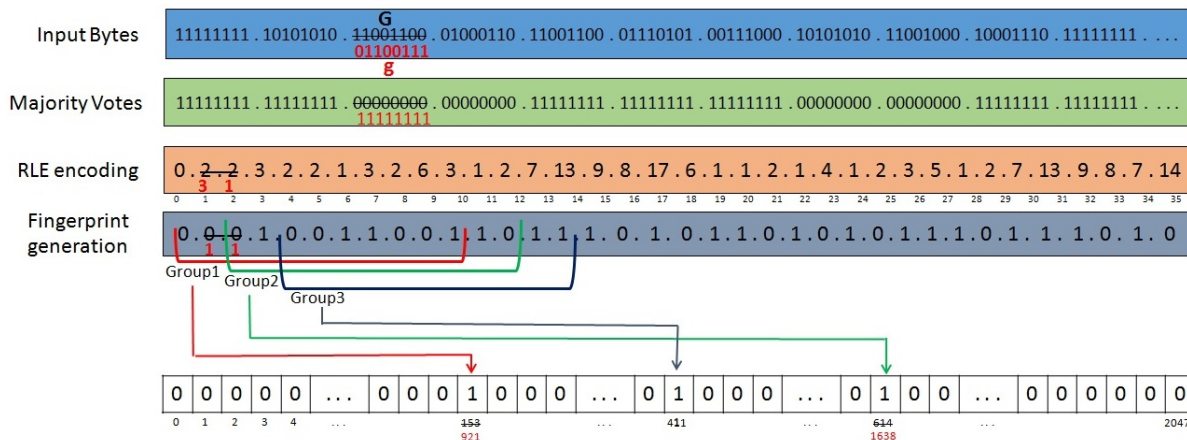 G
Input Bytes 11111111 . 10101010 . 11001100 . 01000110 . 11001100 . 01110101 . 00111000 . 10101010 . 11001000 . 10001110 . 11111111 . . . .
01100111
g
Majority Votes 11111111 . 11111111 . 00000000 . 00000000 . 11111111 . 11111111 . 11111111 . 00000000 . 00000000 . 11111111 . 11111111 . . . .
11111111
RLE encoding 0.2.2.3.2.2.1.3.2.6.3.1.2.7.13.9.8.17.6.1.1.2.1.4.1.2.3.5.1.2.7.13.9.8.7.14
3 1
0 1 2 3 4 5 6 7 8 9 10 11 12 13 14 15 16 17 18 19 20 21 22 23 24 25 26 27 28 29 30 31 32 33 34 35
Fingerprint
generation
0.0.0.1.0.0.1.1.0.0.1.1.0.1.1.1.0.1.0.1.1.0.1.0.1.0.1.1.1.0.1.1.1.0.1.0
1 1
Group1 Group2
Group3
0 0 0 0 0 ... 0 0 0 1 0 0 0 ... 0 1 0 0 0 ... 0 1 0 0 ... 0 0 0 0 0 0
0 1 2 3 4 ... 153 ... 411 ... 614 ... 2047
921 1638